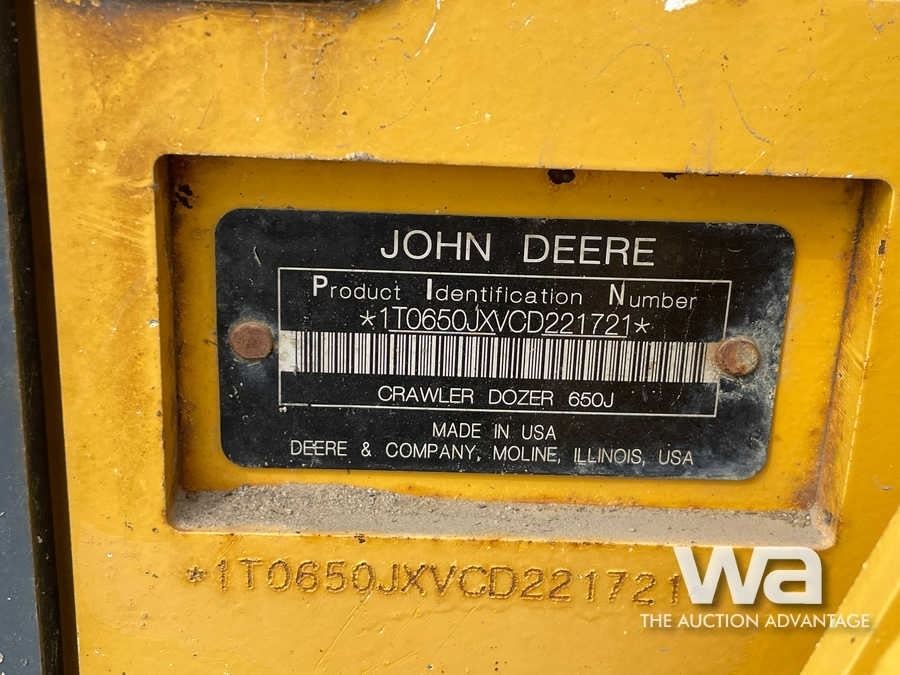 JOHN DEERE
Product Identification Number
*1T0650JXVCD221721*
CRAWLER DOZER 650J
MADE IN USA
DEERE & COMPANY, MOLINE, ILLINOIS, USA
*1T0650JXVCD221721
wa
THE AUCTION ADVANTAGE